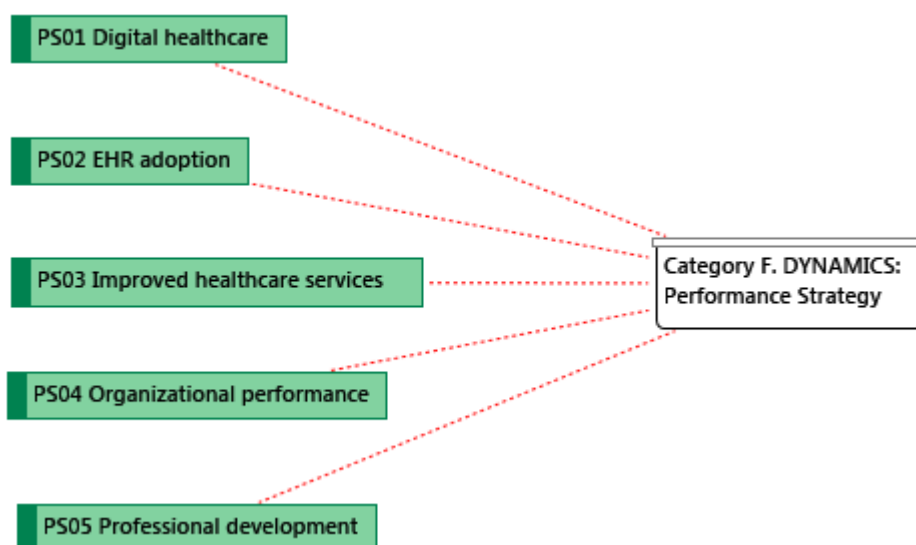 PS01 Digital healthcare
PS02 EHR adoption
PS03 Improved healthcare services
PS04 Organizational performance
PS05 Professional development
Category F. DYNAMICS:
Performance Strategy